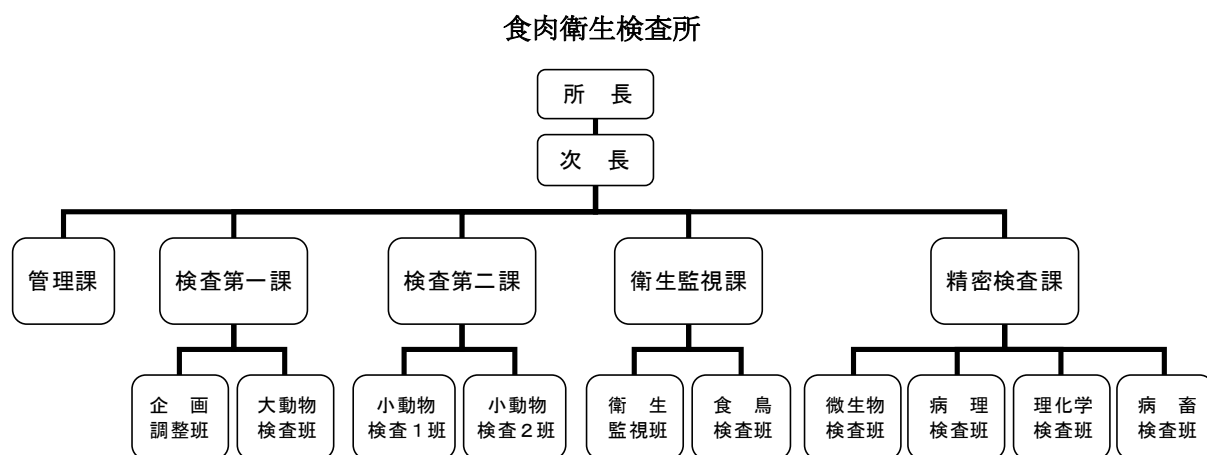 食肉衛生検査所
所　長
次　長
管理課
検査第一課
検査第二課
衛生監視課
精密検査課
企　画
調整班
大動物
検査班
小動物
検査１班
小動物
検査２班
衛　生
監視班
食　鳥
検査班
微生物
検査班
病　理
検査班
理化学
検査班
病　畜
検査班